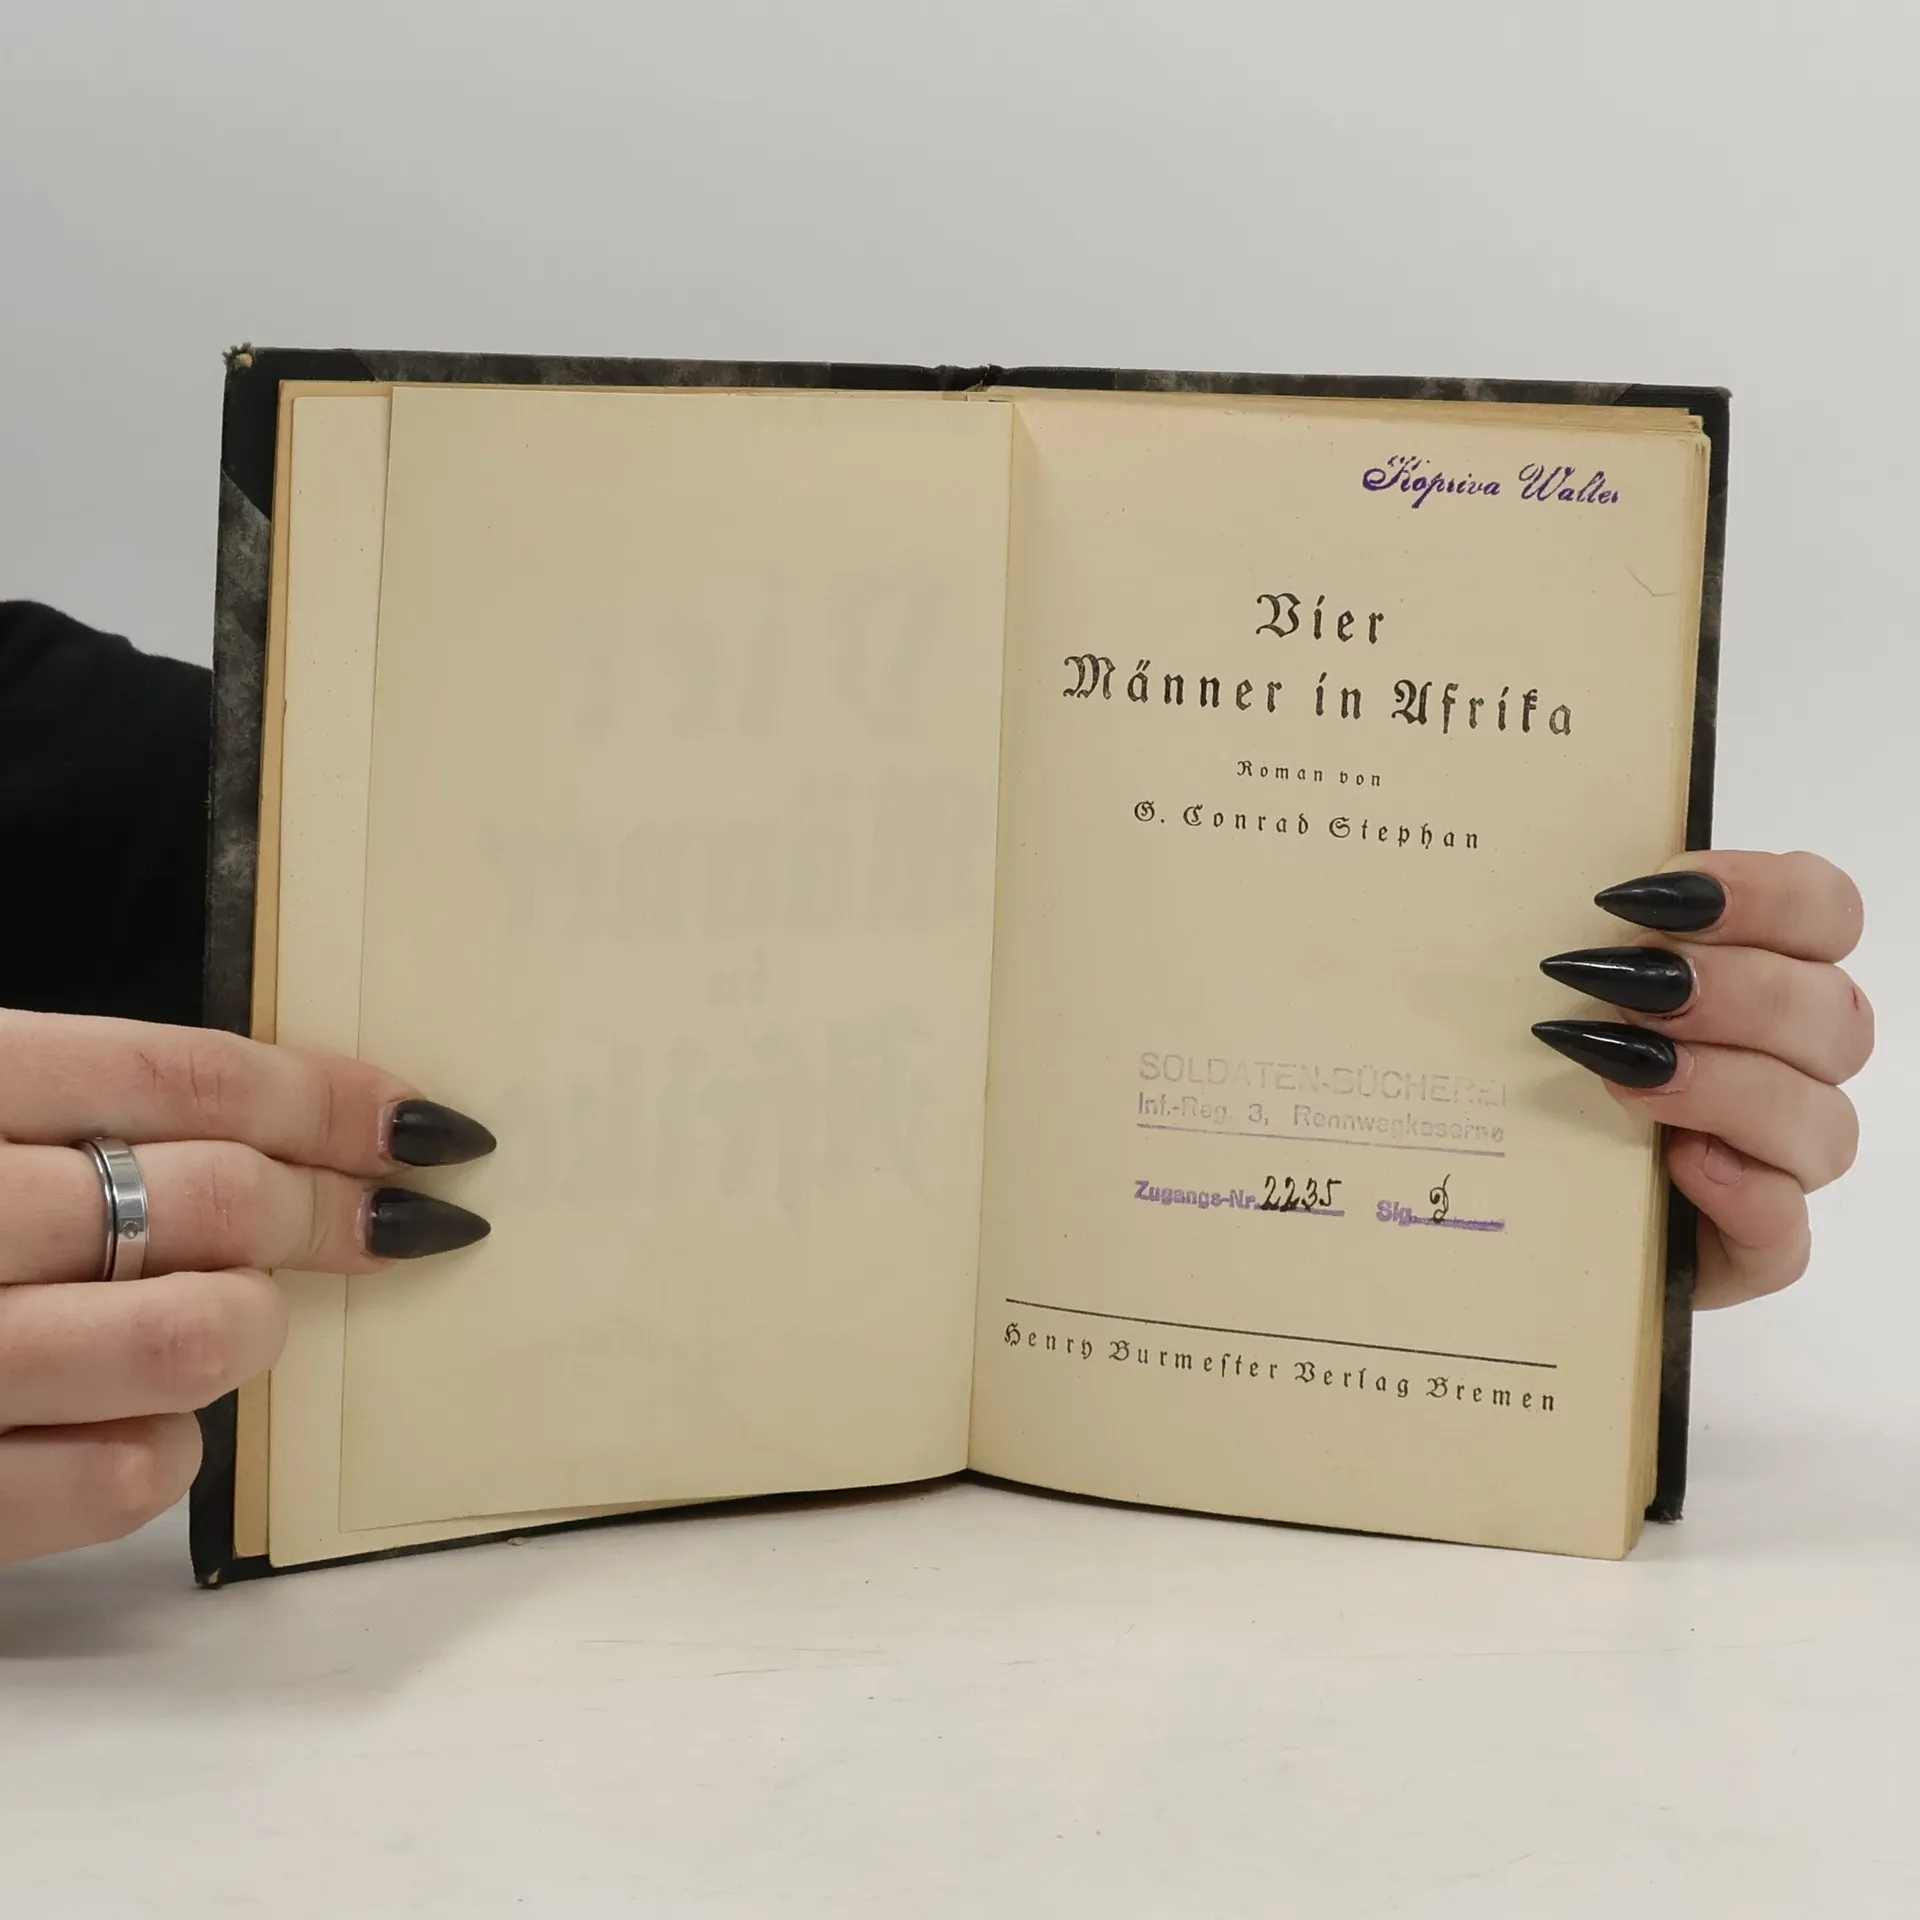 Kopriva Walter
Vier
Männer in Afrika
Roman von
G. Conrad Stephan
SOLDATEN-BÜCHEREI
Inf.-Reg. 3, Rennwegkaserne
Zugangs-Nr. 2235 Sig. D
Henry Burmester Verlag Bremen